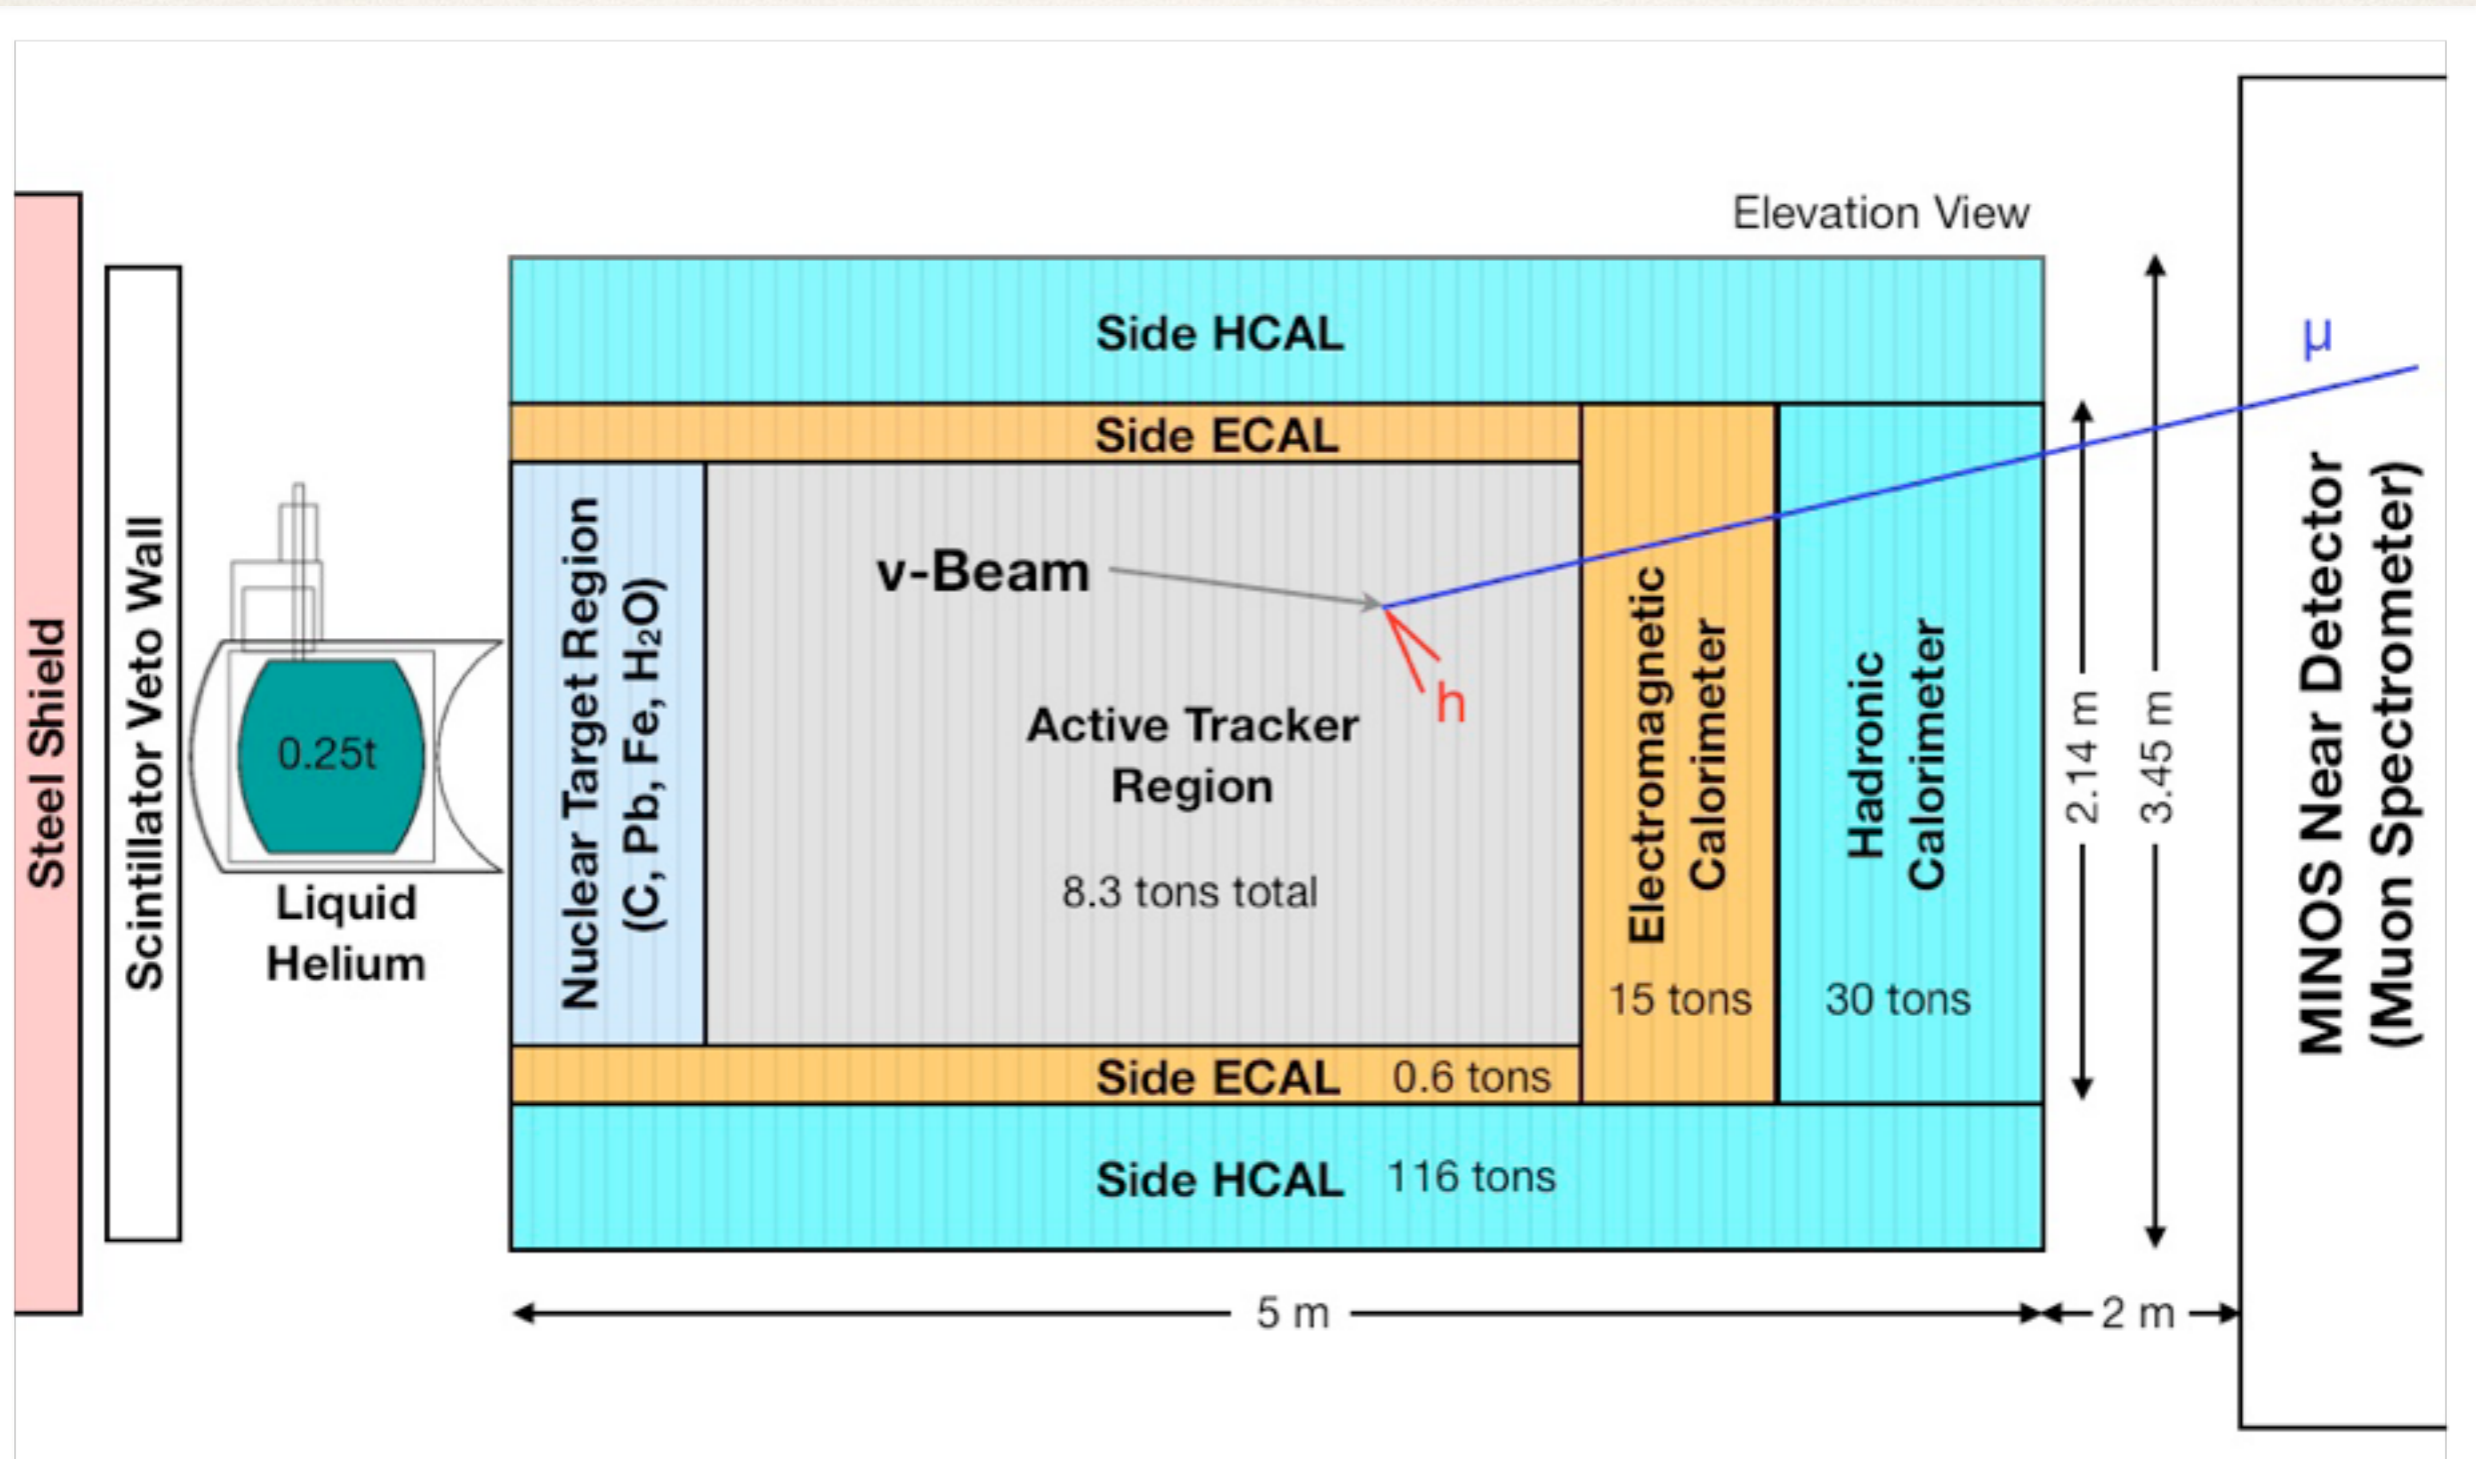 Elevation View
Steel Shield
Scintillator Veto Wall
0.25t
Liquid
Helium
Side HCAL
Side ECAL
Nuclear Target Region
(C, Pb, Fe, H₂O)
v-Beam
h
μ
Active Tracker
Region
8.3 tons total
Electromagnetic
Calorimeter
15 tons
Hadronic
Calorimeter
30 tons
Side ECAL 0.6 tons
Side HCAL 116 tons
2.14 m
3.45 m
MINOS Near Detector
(Muon Spectrometer)
5 m
2 m